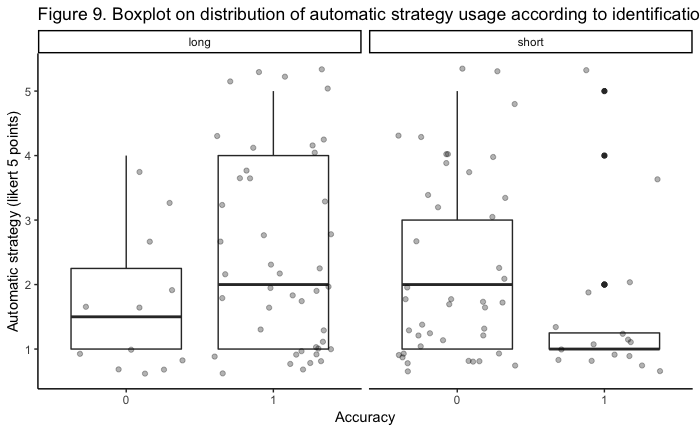 Figure 9. Boxplot on distribution of automatic strategy usage according to identificatio
long
short
Automatic strategy (likert 5 points)
5
4
3
2
1
0
1
0
1
Accuracy